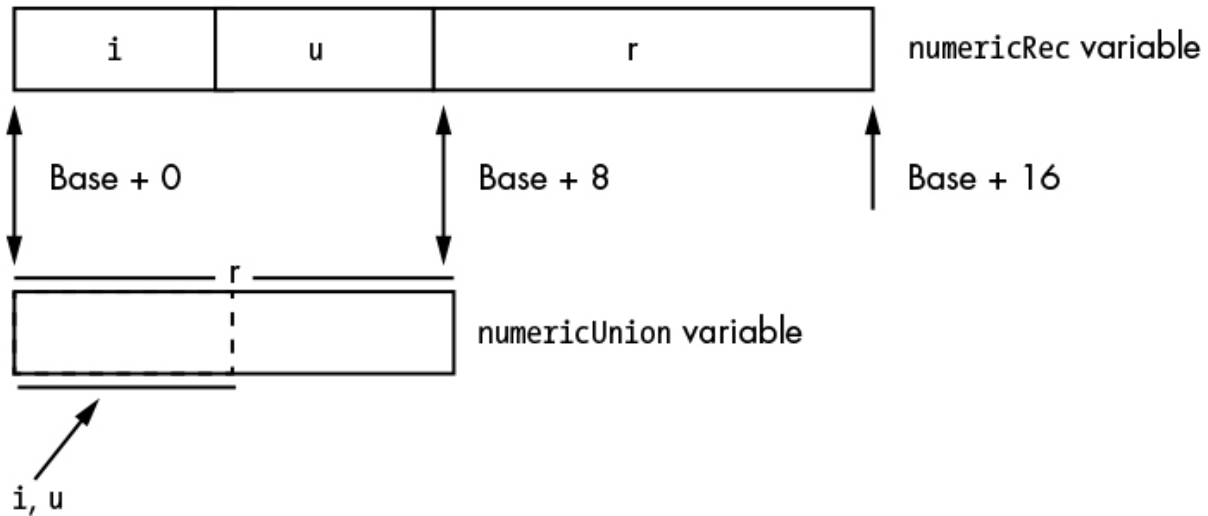 i u r numericRec variable
Base + 0 Base + 8 Base + 16
r
numericUnion variable
i, u